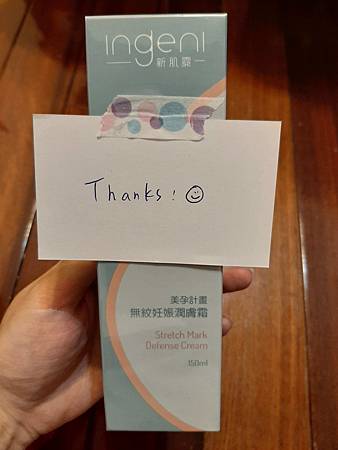 ingeni
新肌霓
Thanks! ☺
美孕計畫
無紋妊娠潤膚霜
Stretch Mark
Defense Cream
150ml